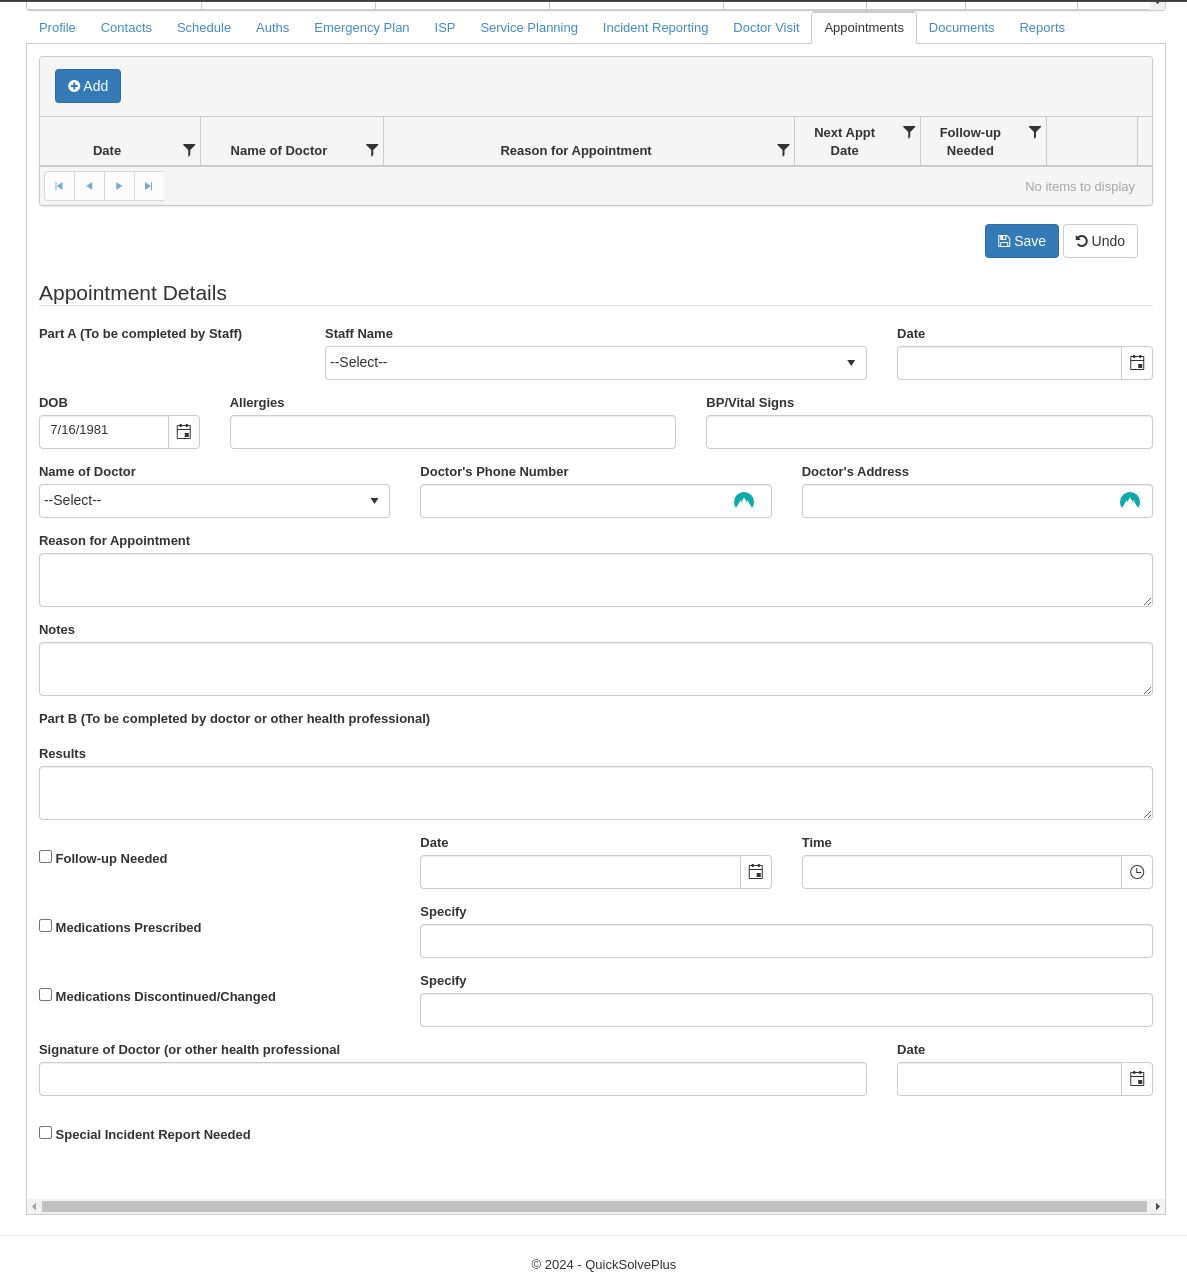 Profile Contacts Schedule Auths Emergency Plan ISP Service Planning Incident Reporting Doctor Visit Appointments Documents Reports
Add
Date Name of Doctor Reason for Appointment Next Appt Date Follow-up Needed
No items to display
Save Undo
Appointment Details
Part A (To be completed by Staff) Staff Name Date
--Select--
DOB Allergies BP/Vital Signs
7/16/1981
Name of Doctor Doctor's Phone Number Doctor's Address
--Select--
Reason for Appointment
Notes
Part B (To be completed by doctor or other health professional)
Results
Date Time
Follow-up Needed
Specify
Medications Prescribed
Specify
Medications Discontinued/Changed
Signature of Doctor (or other health professional Date
Special Incident Report Needed
© 2024 - QuickSolvePlus